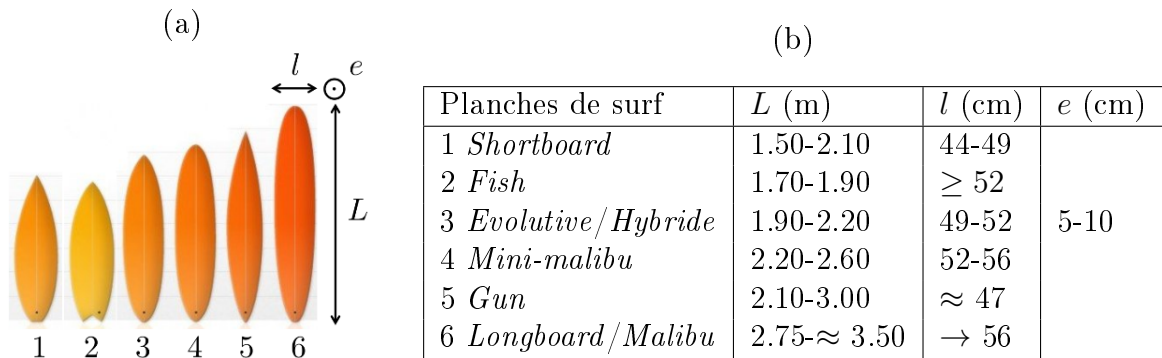 (a)
l
e
L
1 2 3 4 5 6
(b)
Planches de surf L (m) l (cm) e (cm)
1 Shortboard 1.50-2.10 44-49
2 Fish 1.70-1.90 ≥ 52
3 Evolutive/Hybride 1.90-2.20 49-52 5-10
4 Mini-malibu 2.20-2.60 52-56
5 Gun 2.10-3.00 ≈ 47
6 Longboard/Malibu 2.75-≈ 3.50 → 56